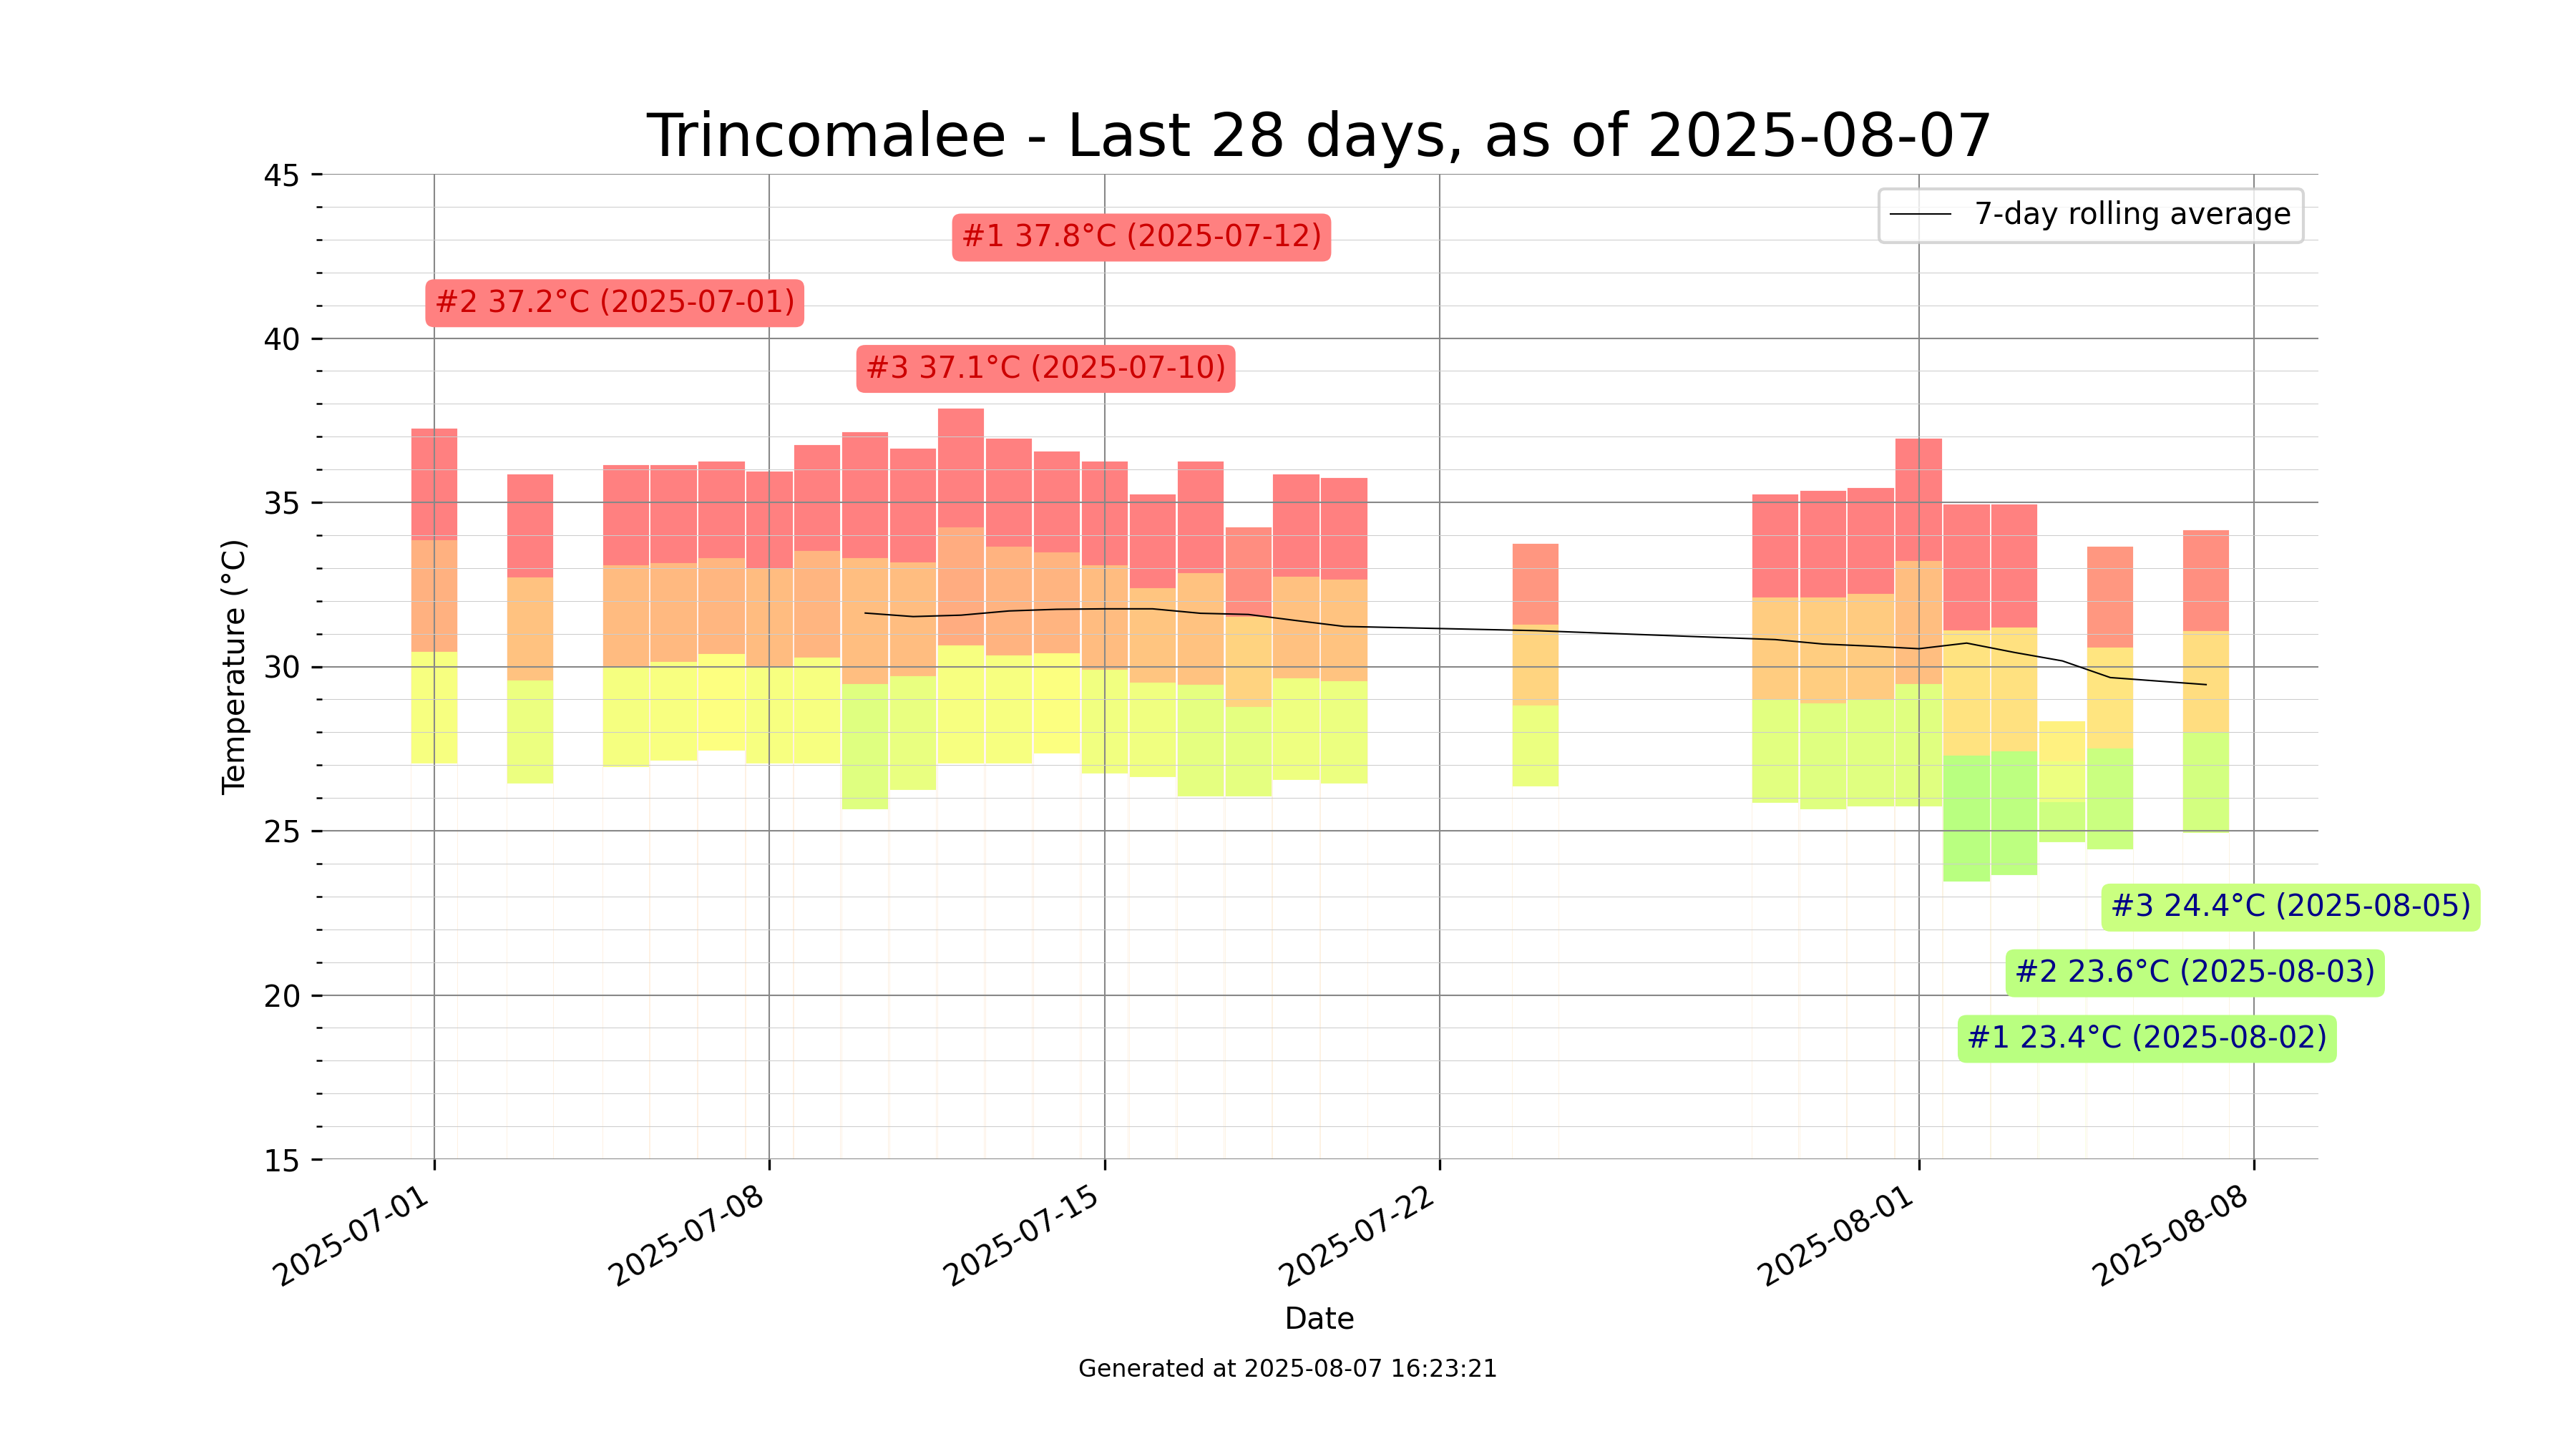 Trincomalee - Last 28 days, as of 2025-08-07
7-day rolling average
#1 37.8°C (2025-07-12)
#2 37.2°C (2025-07-01)
#3 37.1°C (2025-07-10)
#3 24.4°C (2025-08-05)
#2 23.6°C (2025-08-03)
#1 23.4°C (2025-08-02)
Temperature (°C)
45
40
35
30
25
20
15
2025-07-01
2025-07-08
2025-07-15
2025-07-22
2025-08-01
2025-08-08
Date
Generated at 2025-08-07 16:23:21